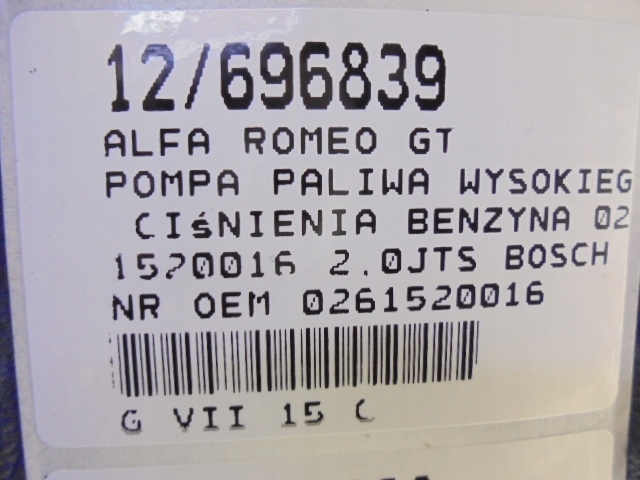 12/696839
ALFA ROMEO GT
POMPA PALIWA WYSOKIEG
CIśNIENIA BENZYNA 02
1520016 2.0JTS BOSCH
NR OEM 0261520016
G VII 15 C